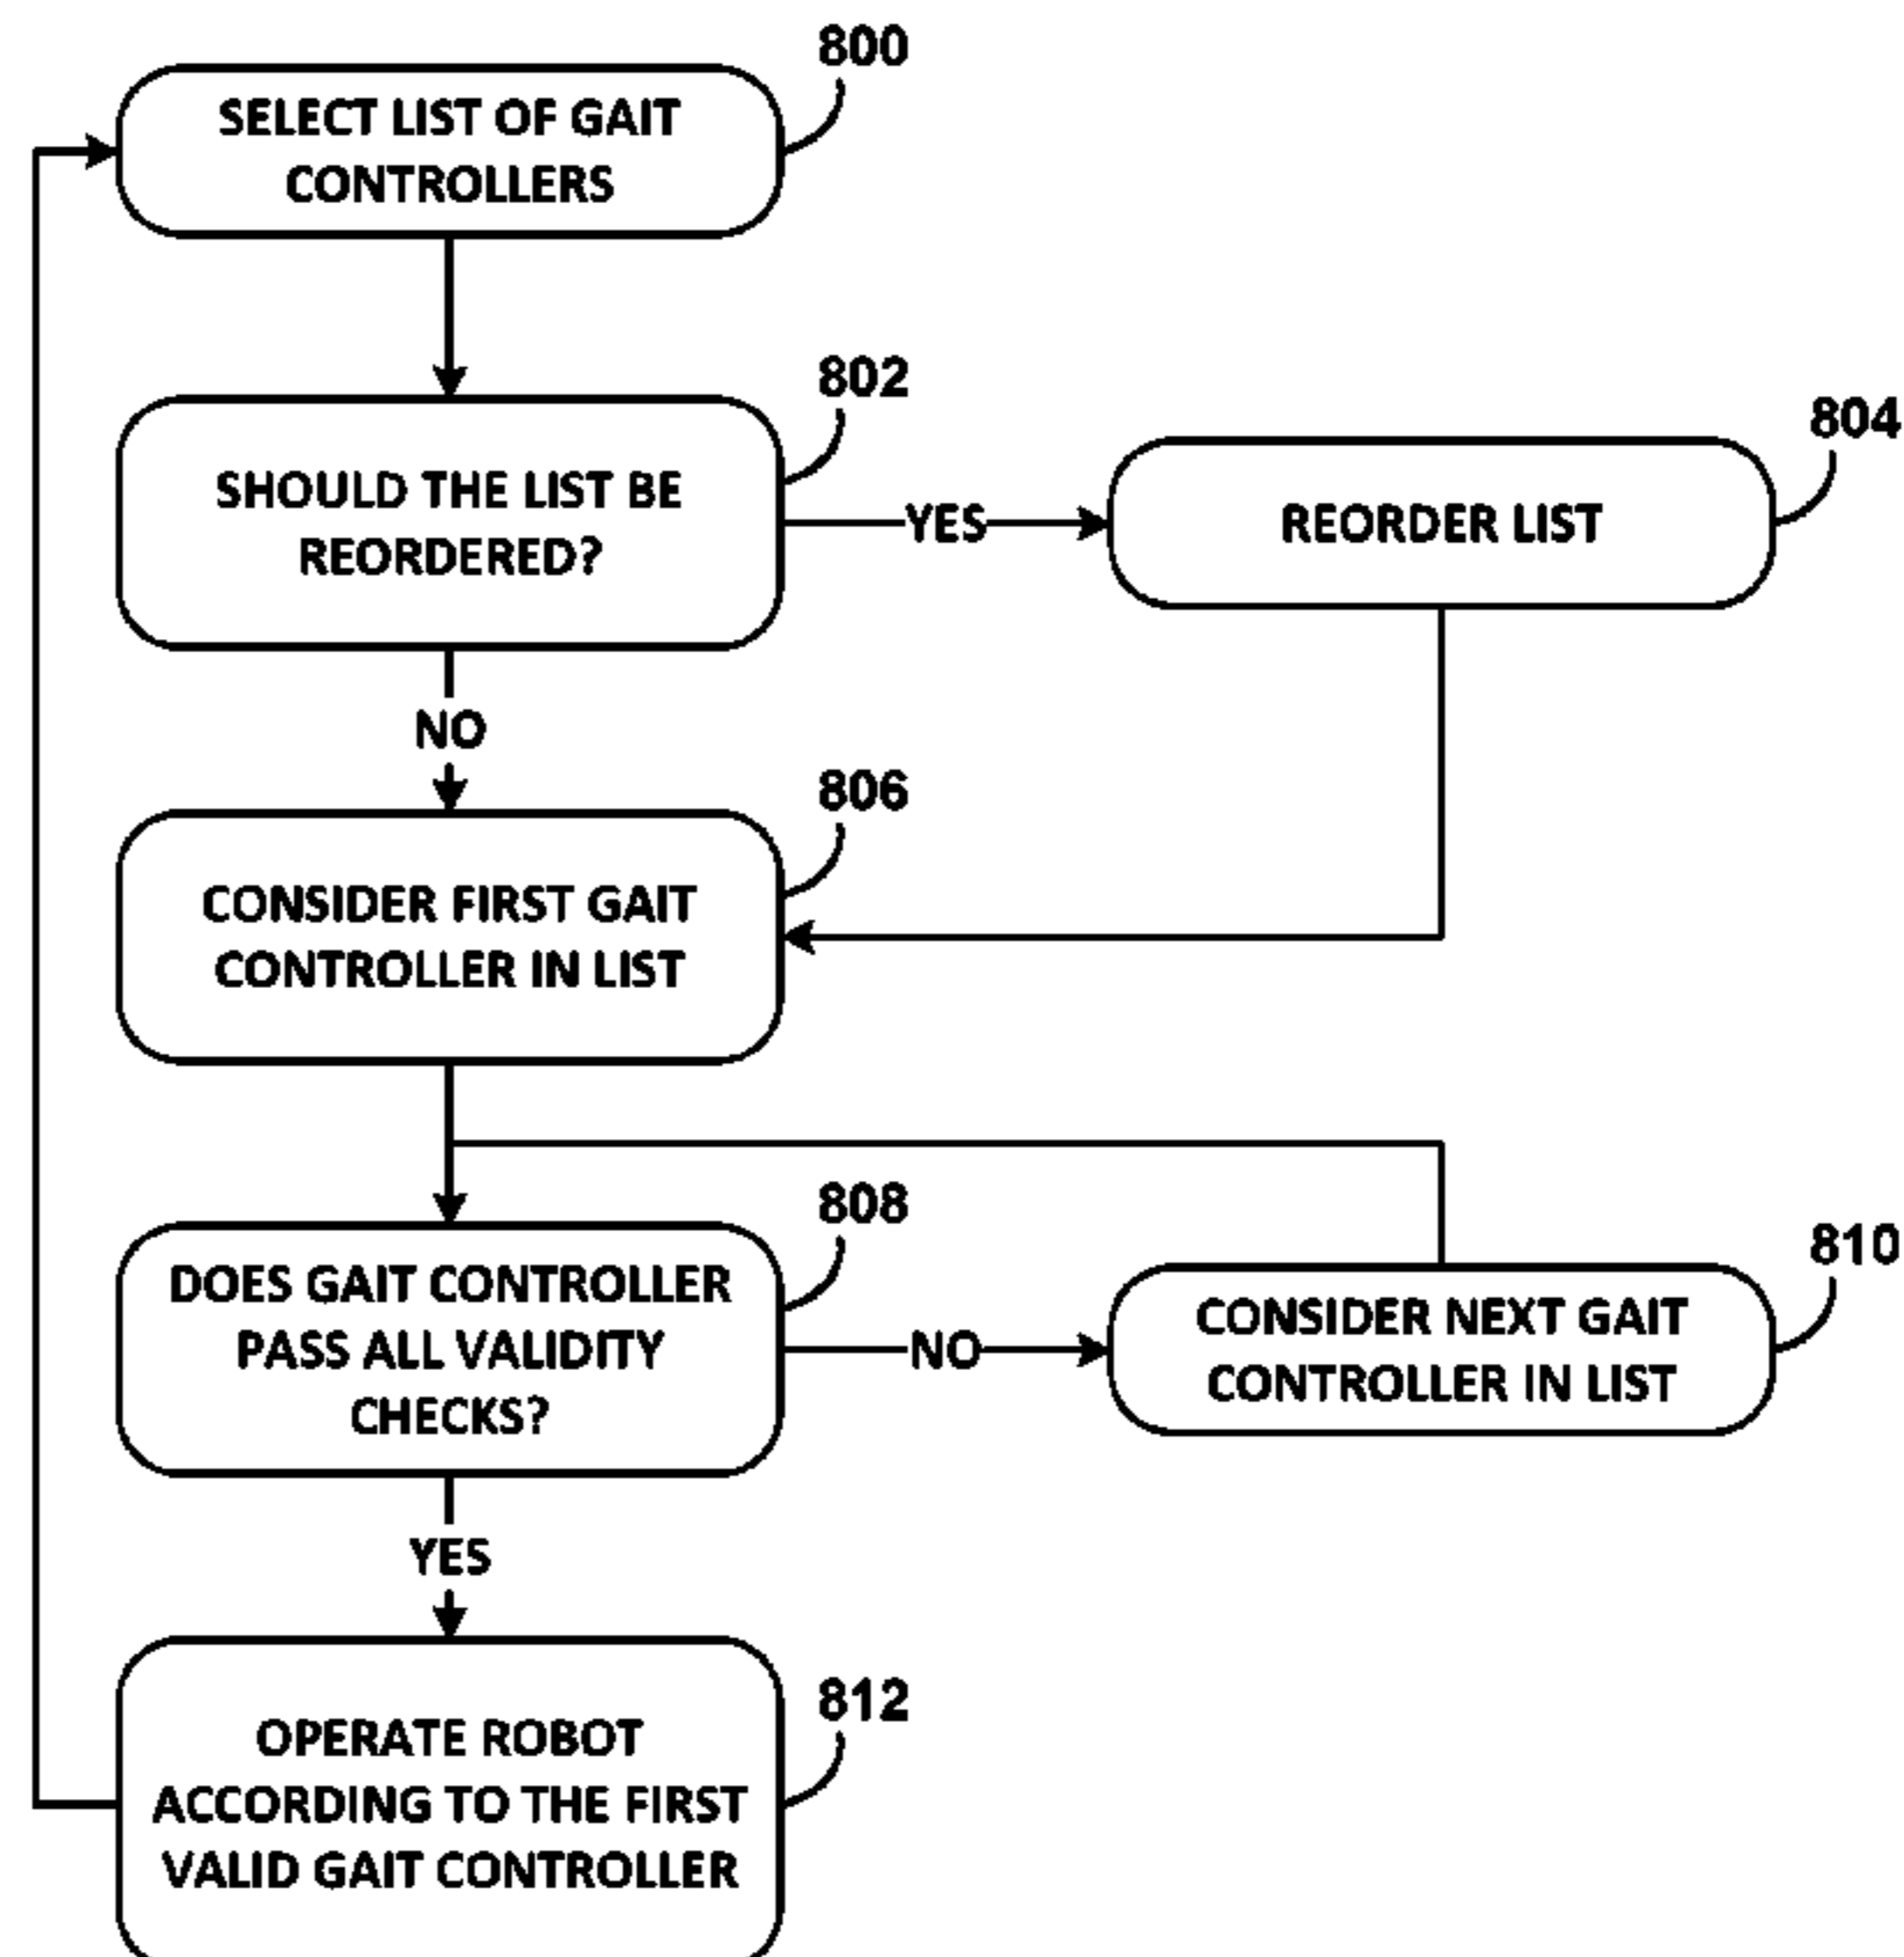 800
SELECT LIST OF GAIT
CONTROLLERS
802
SHOULD THE LIST BE
REORDERED?
YES
804
REORDER LIST
NO
806
CONSIDER FIRST GAIT
CONTROLLER IN LIST
808
DOES GAIT CONTROLLER
PASS ALL VALIDITY
CHECKS?
NO
810
CONSIDER NEXT GAIT
CONTROLLER IN LIST
YES
812
OPERATE ROBOT
ACCORDING TO THE FIRST
VALID GAIT CONTROLLER